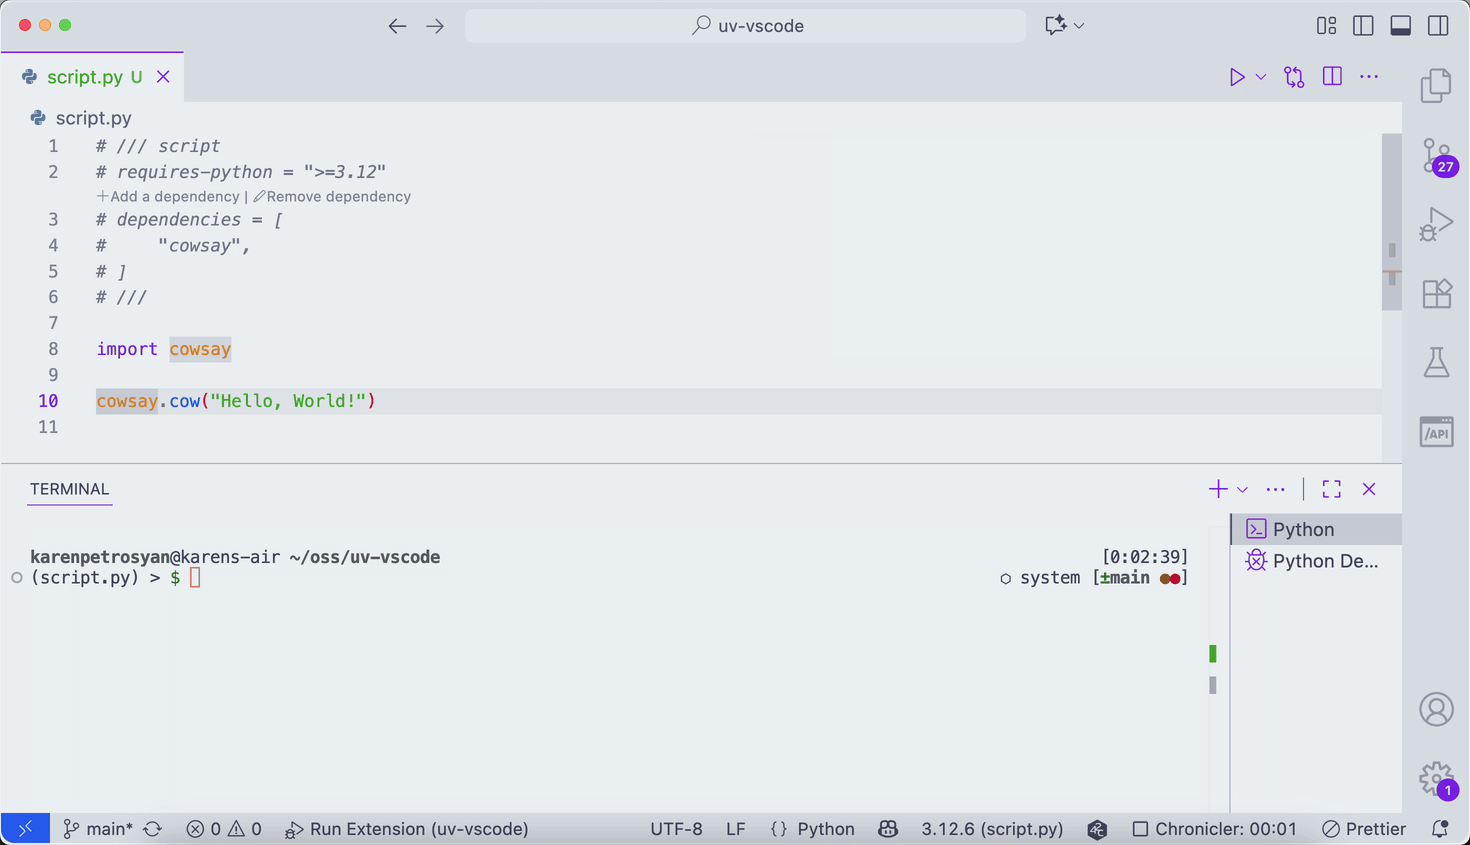 uv-vscode
script.py U
script.py
1 # /// script
2 # requires-python = ">=3.12"
Add a dependency | Remove dependency
3 # dependencies = [
4 #     "cowsay",
5 # ]
6 # ///
7
8 import cowsay
9
10 cowsay.cow("Hello, World!")
11
27
/API
TERMINAL
karenpetrosyan@karens-air ~/oss/uv-vscode [0:02:39]
(script.py) > $ system [±main ]
Python
Python De...
1
main* 0 0 Run Extension (uv-vscode) UTF-8 LF {} Python 3.12.6 (script.py) Chronicler: 00:01 Prettier